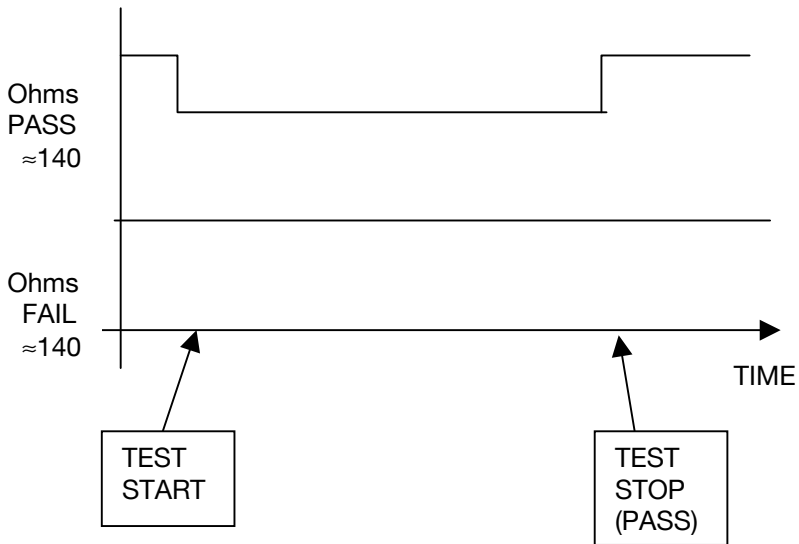 Ohms
PASS
≈140
Ohms
FAIL
≈140
TIME
TEST
START
TEST
STOP
(PASS)